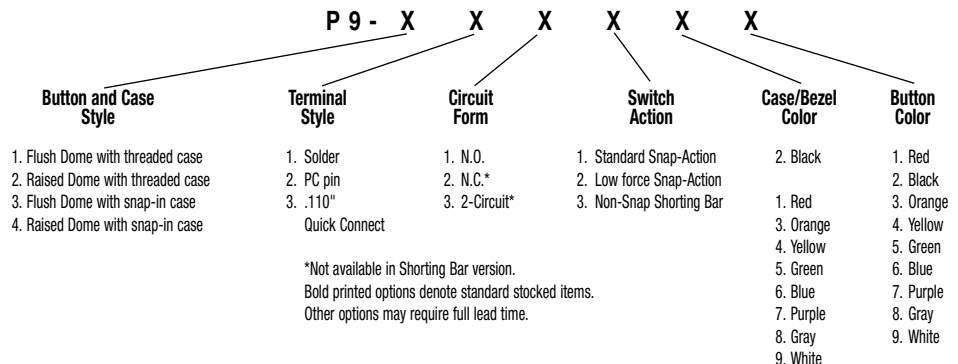 P 9 - X X X X X X
Button and Case
Style
1. Flush Dome with threaded case
2. Raised Dome with threaded case
3. Flush Dome with snap-in case
4. Raised Dome with snap-in case
Terminal
Style
1. Solder
2. PC pin
3. .110"
Quick Connect
Circuit
Form
1. N.O.
2. N.C.*
3. 2-Circuit*
*Not available in Shorting Bar version.
Bold printed options denote standard stocked items.
Other options may require full lead time.
Switch
Action
1. Standard Snap-Action
2. Low force Snap-Action
3. Non-Snap Shorting Bar
Case/Bezel
Color
2. Black
1. Red
3. Orange
4. Yellow
5. Green
6. Blue
7. Purple
8. Gray
9. White
Button
Color
1. Red
2. Black
3. Orange
4. Yellow
5. Green
6. Blue
7. Purple
8. Gray
9. White